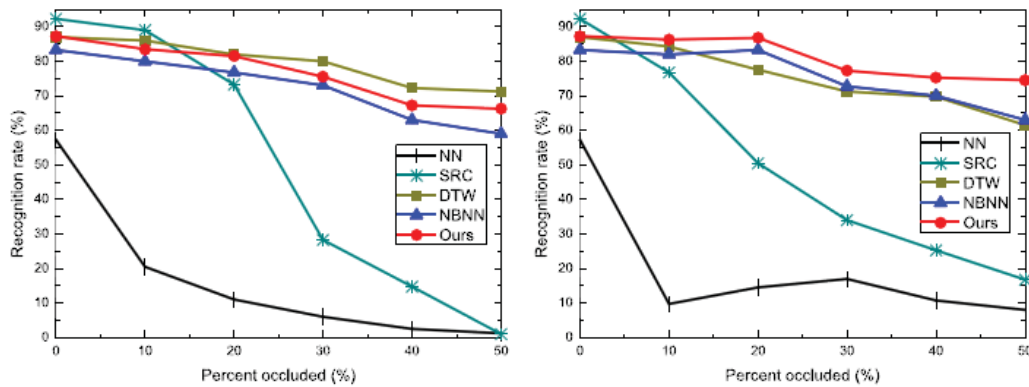 Recognition rate (%)
90
80
70
60
50
40
30
20
10
0
NN
SRC
DTW
NBNN
Ours
0 10 20 30 40 50
Percent occluded (%)
Recognition rate (%)
90
80
70
60
50
40
30
20
10
0
NN
SRC
DTW
NBNN
Ours
0 10 20 30 40 50
Percent occluded (%)